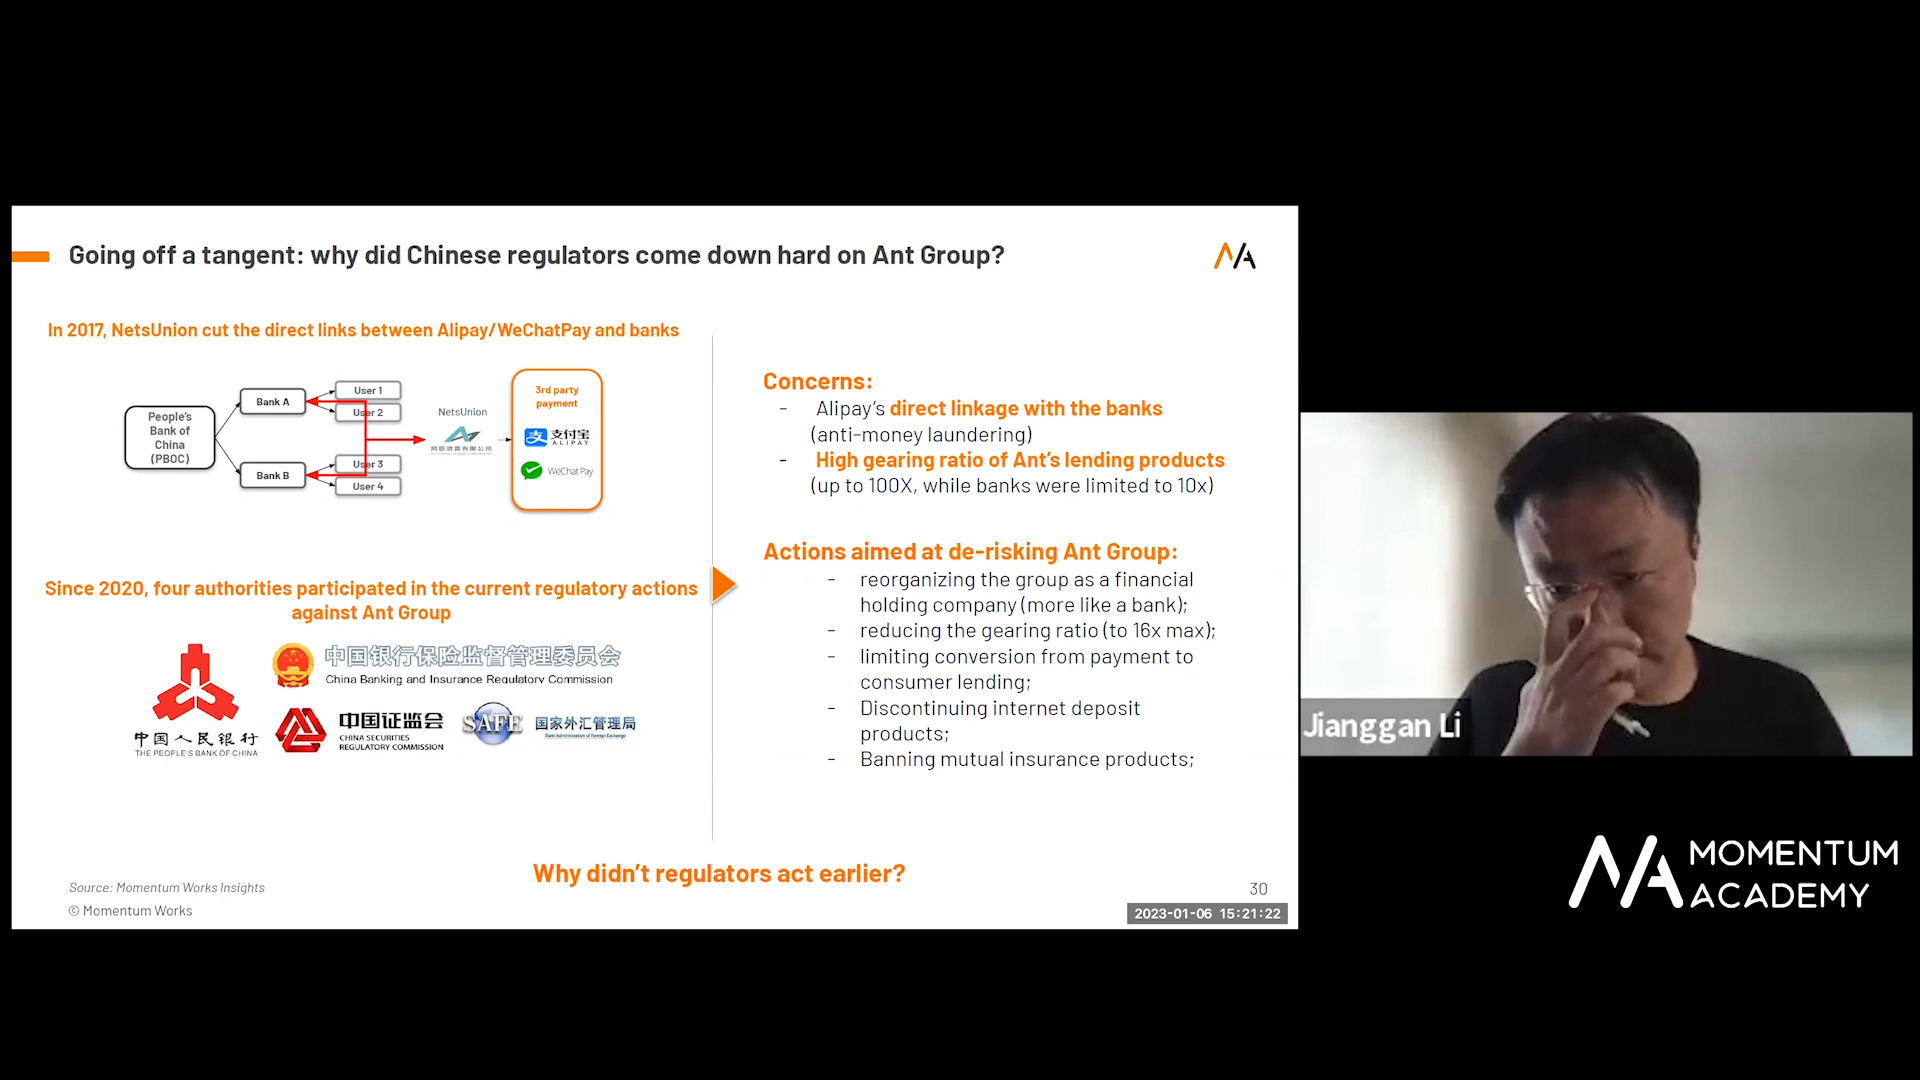 Going off a tangent: why did Chinese regulators come down hard on Ant Group?
In 2017, NetsUnion cut the direct links between Alipay/WeChatPay and banks
People's
Bank of
China
(PBOC)
Bank A
Bank B
User 1
User 2
User 3
User 4
NetsUnion
网联清算有限公司
3rd party
payment
支 支付宝
ALIPAY
WeChat Pay
Since 2020, four authorities participated in the current regulatory actions
against Ant Group
中国人民银行
THE PEOPLE'S BANK OF CHINA
中国银行保险监督管理委员会
China Banking and Insurance Regulatory Commission
中国证监会
CHINA SECURITIES
REGULATORY COMMISSION
SAFE
国家外汇管理局
State Administration of Foreign Exchange
Concerns:
- Alipay's direct linkage with the banks
(anti-money laundering)
- High gearing ratio of Ant's lending products
(up to 100X, while banks were limited to 10x)
Actions aimed at de-risking Ant Group:
- reorganizing the group as a financial
holding company (more like a bank);
- reducing the gearing ratio (to 16x max);
- limiting conversion from payment to
consumer lending;
- Discontinuing internet deposit
products;
- Banning mutual insurance products;
Why didn't regulators act earlier?
Source: Momentum Works Insights
© Momentum Works
30
2023-01-06 15:21:22
Jianggan Li
MOMENTUM
ACADEMY